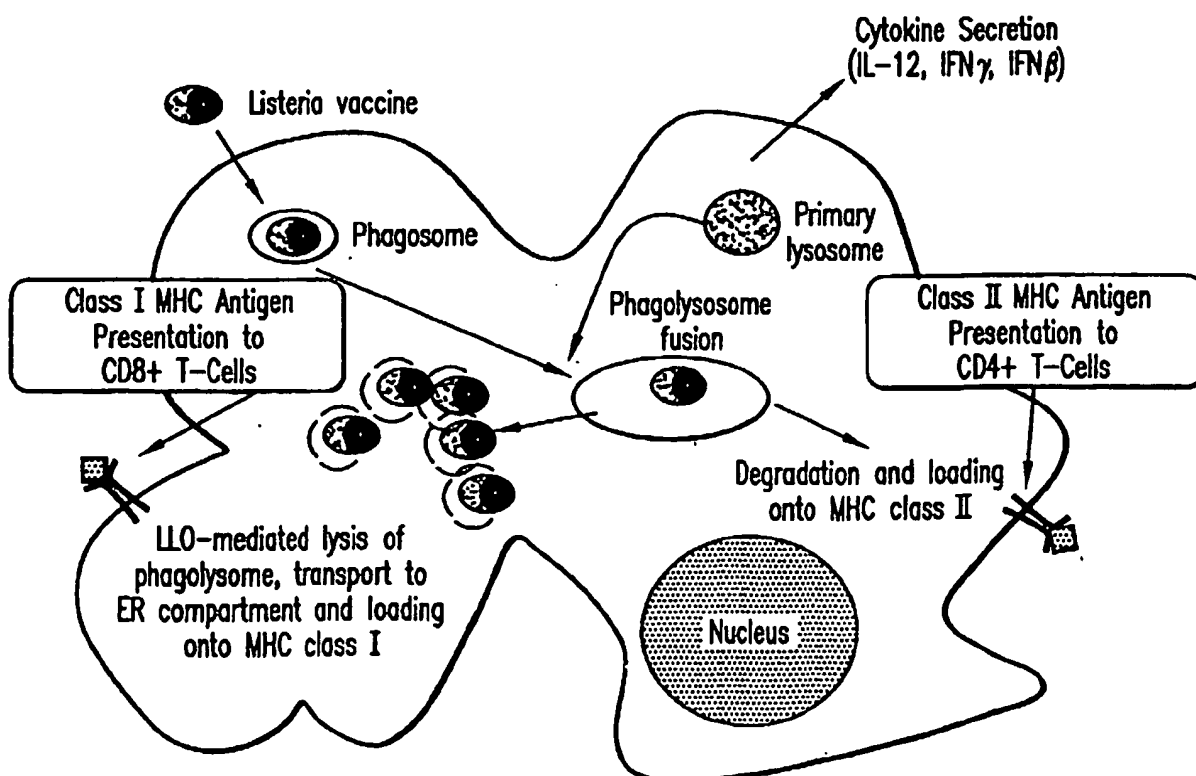 Cytokine Secretion
(IL-12, IFNγ, IFNβ)
Listeria vaccine
Phagosome
Primary
lysosome
Class I MHC Antigen
Presentation to
CD8+ T-Cells
Phagolysosome
fusion
Class II MHC Antigen
Presentation to
CD4+ T-Cells
Degradation and loading
onto MHC class II
LLO-mediated lysis of
phagolysome, transport to
ER compartment and loading
onto MHC class I
Nucleus